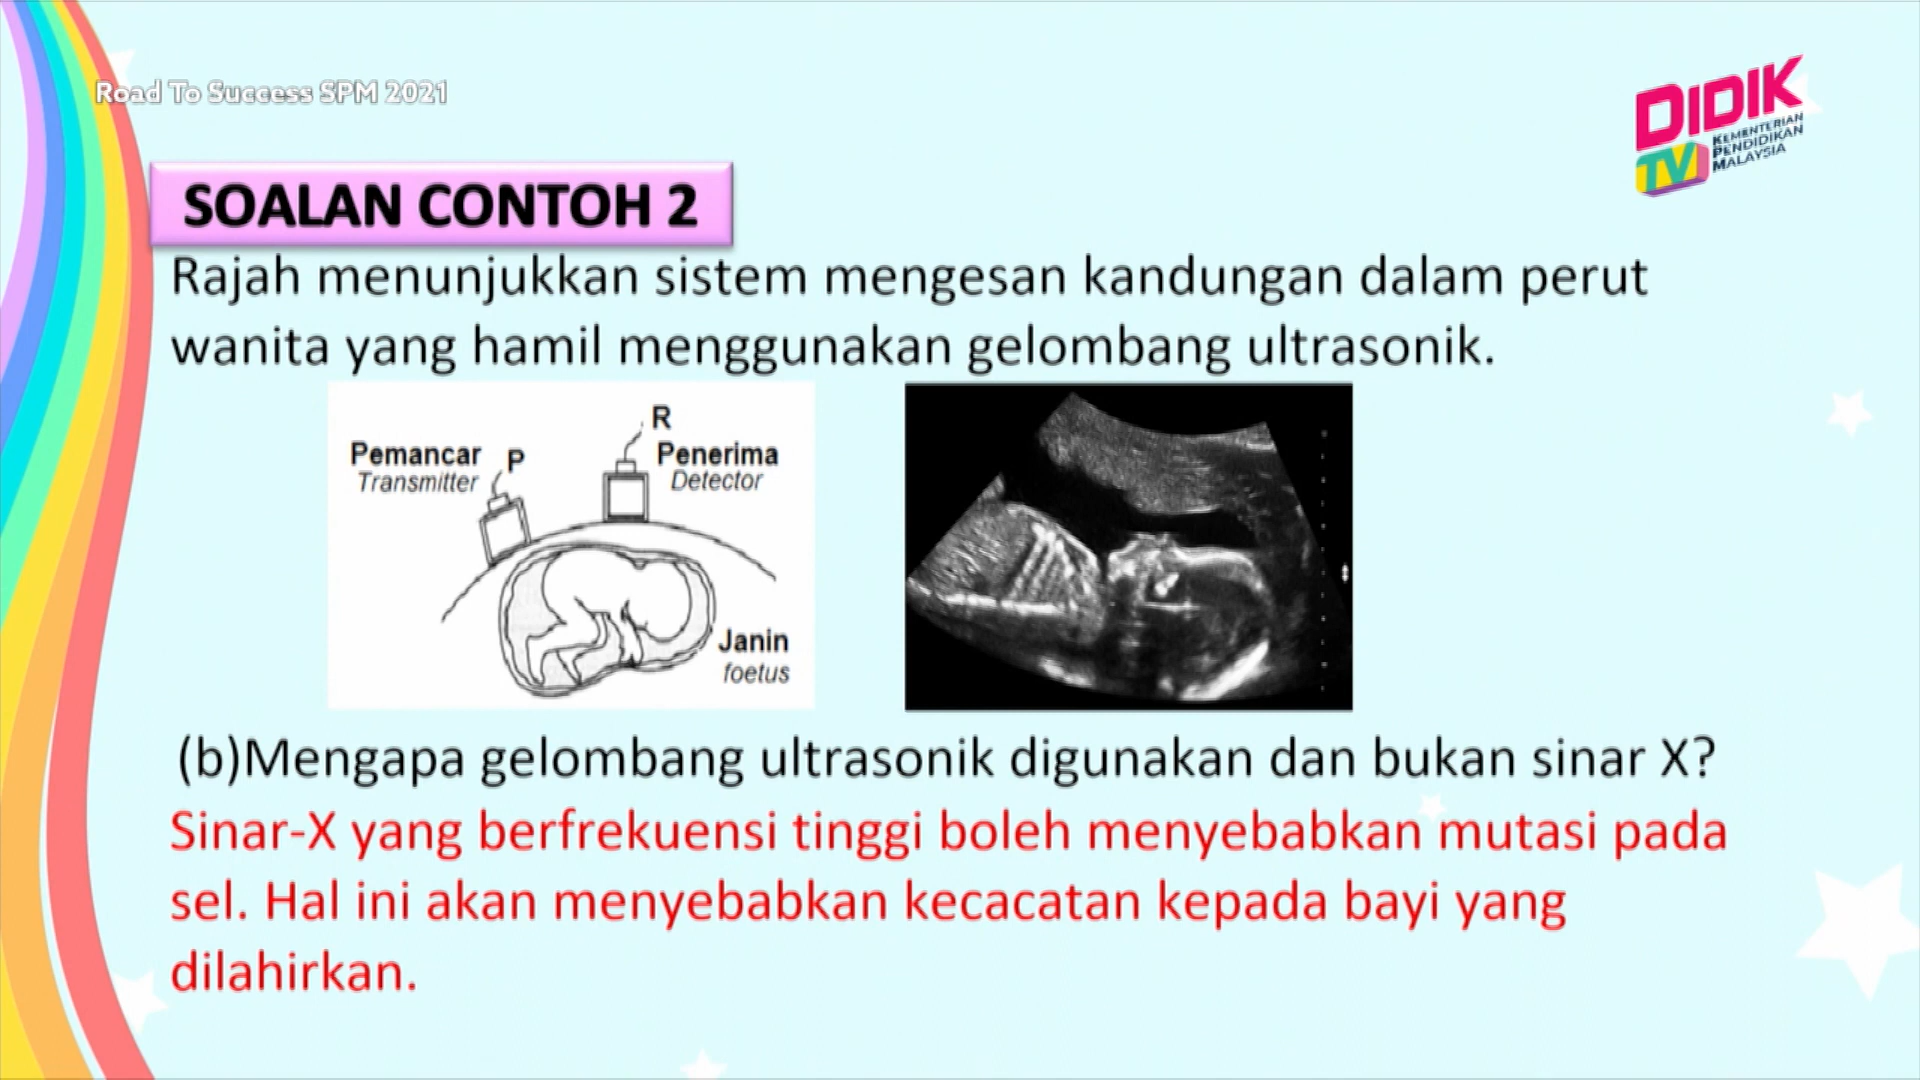 Road To Success SPM 2021
DIDIK
TV
KEMENTERIAN
PENDIDIKAN
MALAYSIA
SOALAN CONTOH 2
Rajah menunjukkan sistem mengesan kandungan dalam perut
wanita yang hamil menggunakan gelombang ultrasonik.
R
Pemancar P
Penerima
Transmitter
Detector
Janin
foetus
(b)Mengapa gelombang ultrasonik digunakan dan bukan sinar X?
Sinar-X yang berfrekuensi tinggi boleh menyebabkan mutasi pada
sel. Hal ini akan menyebabkan kecacatan kepada bayi yang
dilahirkan.